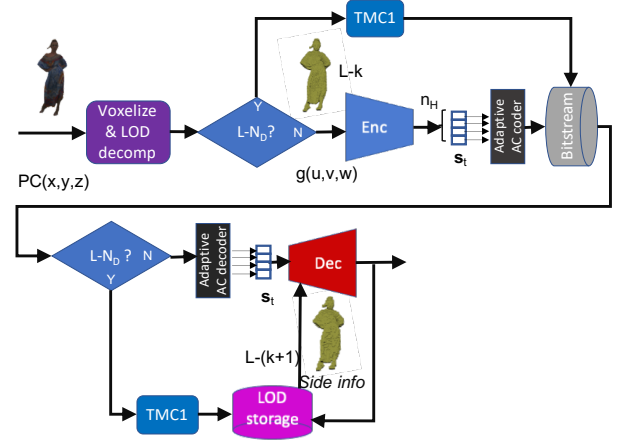 TMC1
L-k
Voxelize
& LOD
decomp
Y
L-N_D?
N
Enc
n_H
s_t
Adaptive
AC coder
Bitstream
PC(x,y,z)
g(u,v,w)
L-N_D ?
N
Y
Adaptive
AC decoder
s_t
Dec
L-(k+1)
Side info
TMC1
LOD
storage